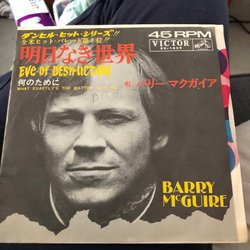 ダンヒル・ヒット・シリーズ!!
全米ヒット・パレード第1位!!
45 RPM
VICTOR
明日なき世界
EVE OF DESTRUCTION
何のために
WHAT EXACTLY'S THE MATTER WITH ME
バリー・マクガイア
BARRY
McGUIRE